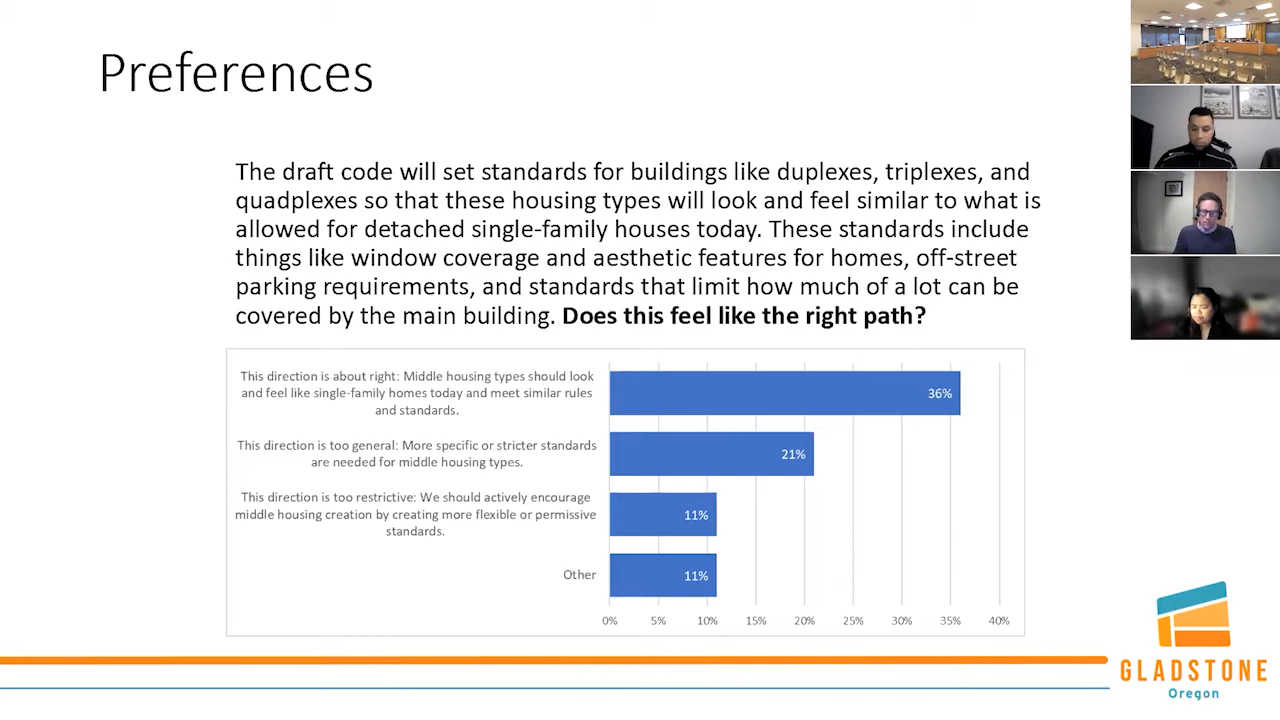 Preferences
The draft code will set standards for buildings like duplexes, triplexes, and
quadplexes so that these housing types will look and feel similar to what is
allowed for detached single-family houses today. These standards include
things like window coverage and aesthetic features for homes, off-street
parking requirements, and standards that limit how much of a lot can be
covered by the main building. Does this feel like the right path?
This direction is about right: Middle housing types should look
and feel like single-family homes today and meet similar rules
and standards.
36%
This direction is too general: More specific or stricter standards
are needed for middle housing types.
21%
This direction is too restrictive: We should actively encourage
middle housing creation by creating more flexible or permissive
standards.
11%
Other
11%
0% 5% 10% 15% 20% 25% 30% 35% 40%
GLADSTONE
Oregon